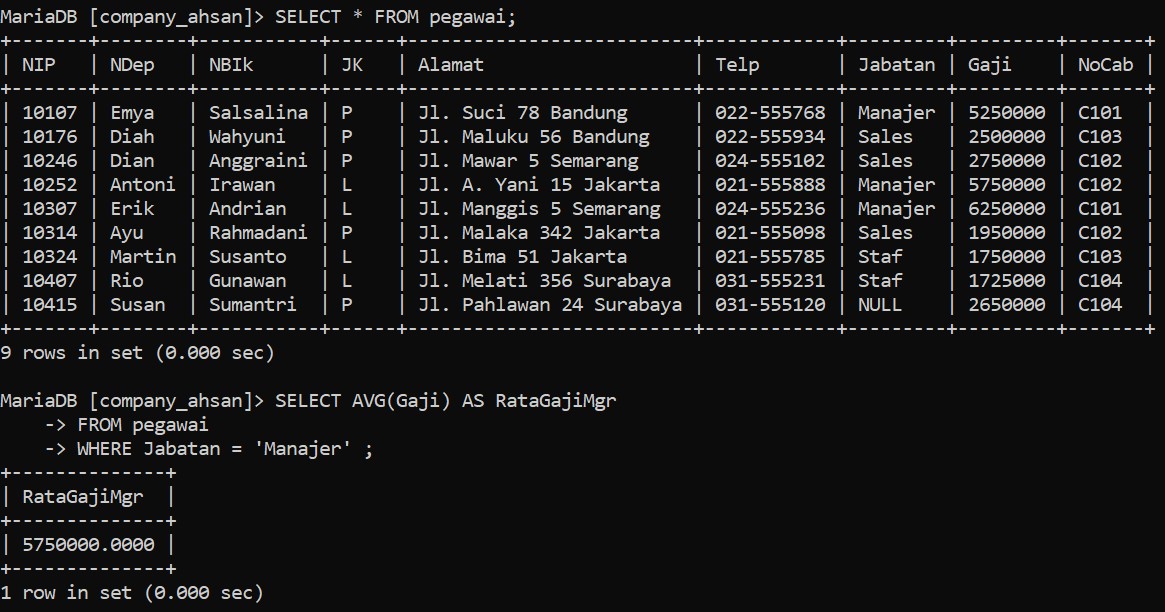 MariaDB [company_ahsan]> SELECT * FROM pegawai;
+-------+--------+-----------+------+--------------------------+------------+---------+---------+-------+
| NIP   | NDep   | NBIk      | JK   | Alamat                   | Telp       | Jabatan | Gaji    | NoCab |
+-------+--------+-----------+------+--------------------------+------------+---------+---------+-------+
| 10107 | Emya   | Salsalina | P    | Jl. Suci 78 Bandung      | 022-555768 | Manajer | 5250000 | C101  |
| 10176 | Diah   | Wahyuni   | P    | Jl. Maluku 56 Bandung    | 022-555934 | Sales   | 2500000 | C103  |
| 10246 | Dian   | Anggraini | P    | Jl. Mawar 5 Semarang     | 024-555102 | Sales   | 2750000 | C102  |
| 10252 | Antoni | Irawan    | L    | Jl. A. Yani 15 Jakarta   | 021-555888 | Manajer | 5750000 | C102  |
| 10307 | Erik   | Andrian   | L    | Jl. Manggis 5 Semarang   | 024-555236 | Manajer | 6250000 | C101  |
| 10314 | Ayu    | Rahmadani | P    | Jl. Malaka 342 Jakarta   | 021-555098 | Sales   | 1950000 | C102  |
| 10324 | Martin | Susanto   | L    | Jl. Bima 51 Jakarta      | 021-555785 | Staf    | 1750000 | C103  |
| 10407 | Rio    | Gunawan   | L    | Jl. Melati 356 Surabaya  | 031-555231 | Staf    | 1725000 | C104  |
| 10415 | Susan  | Sumantri  | P    | Jl. Pahlawan 24 Surabaya | 031-555120 | NULL    | 2650000 | C104  |
+-------+--------+-----------+------+--------------------------+------------+---------+---------+-------+
9 rows in set (0.000 sec)
MariaDB [company_ahsan]> SELECT AVG(Gaji) AS RataGajiMgr
    -> FROM pegawai
    -> WHERE Jabatan = 'Manajer' ;
+--------------+
| RataGajiMgr  |
+--------------+
| 5750000.0000 |
+--------------+
1 row in set (0.000 sec)